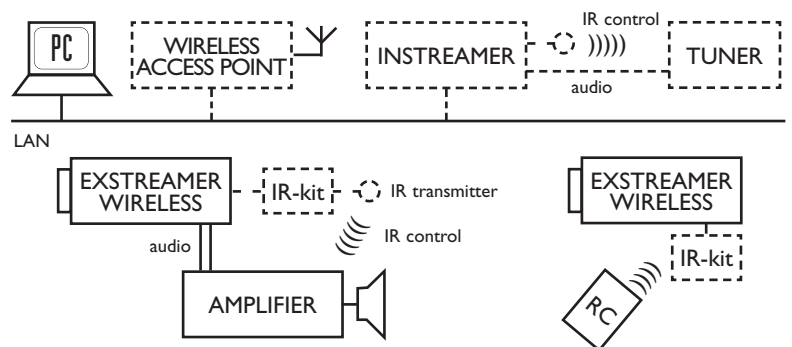 IR control
PC
WIRELESS
ACCESS POINT
INSTREAMER
TUNER
audio
LAN
EXSTREAMER
WIRELESS
IR-kit
IR transmitter
IR control
audio
AMPLIFIER
EXSTREAMER
WIRELESS
IR-kit
RC